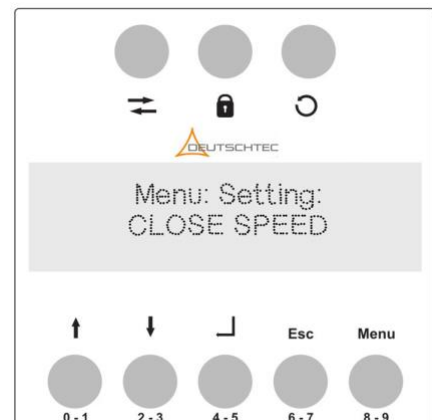 DEUTSCHTEC
Menu: Setting:
CLOSE SPEED
Esc Menu
0 - 1 2 - 3 4 - 5 6 - 7 8 - 9